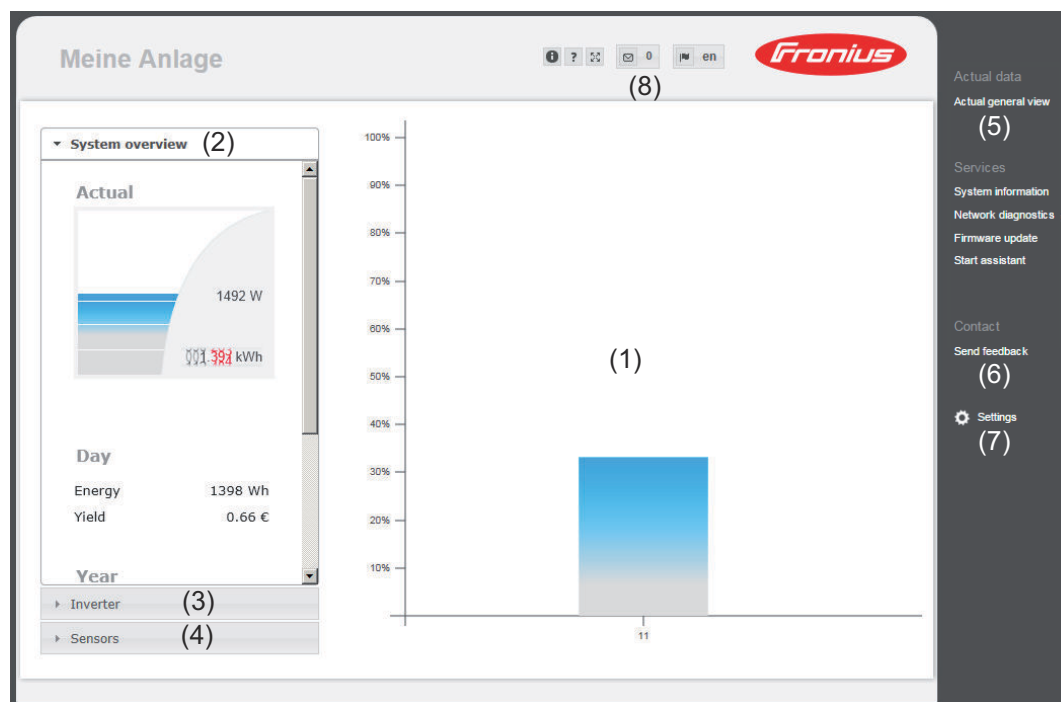 Meine Anlage
i ? 0 en
Fronius
(8)
System overview (2)
Actual
1492 W
kWh
Day
Energy 1398 Wh
Yield 0.66 €
Year
Inverter (3)
Sensors (4)
100%
90%
80%
70%
60%
50%
40%
30%
20%
10%
(1)
11
Actual data
Actual general view
(5)
Services
System information
Network diagnostics
Firmware update
Start assistant
Contact
Send feedback
(6)
Settings
(7)